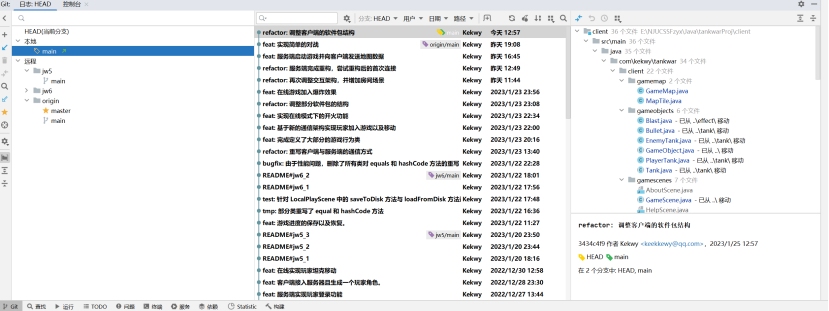 Git: 日志: HEAD × 控制台 ×
HEAD(当前分支)
本地
main
远程
jw5
main
jw6
origin
master
main
分支: HEAD 用户 日期 路径
refactor: 调整客户端的软件包结构 main Kekwy 今天 12:57
feat: 实现简单的对战 origin/main Kekwy 昨天 19:08
feat: 服务端启动游戏并向客户端发送地图数据 Kekwy 昨天 16:45
refactor: 服务端完成重构，尝试重构后的首次连接 Kekwy 昨天 12:49
refactor: 再次调整交互架构，并增加房间场景 Kekwy 昨天 11:44
feat: 在线游戏加入爆炸效果 Kekwy 2023/1/23 23:56
refactor: 调整部分软件包的结构 Kekwy 2023/1/23 23:08
feat: 实现在线模式下的开火功能 Kekwy 2023/1/23 22:34
feat: 基于新的通信架构实现玩家加入游戏以及移动 Kekwy 2023/1/23 22:00
feat: 完成定义了大部分的游戏行为类 Kekwy 2023/1/23 20:16
refactor: 重写客户端与服务端的通信方式 Kekwy 2023/1/23 13:40
bugfix: 由于性能问题，删除了所有类对 equals 和 hashCode 方法的重写 Kekwy 2023/1/22 22:28
README#jw6_2 jw6/main Kekwy 2023/1/22 18:01
README#jw6_1 Kekwy 2023/1/22 17:56
test: 针对 LocalPlayScene 中的 saveToDisk 方法与 loadFromDisk 方法 Kekwy 2023/1/22 17:48
tmp: 部分类重写了 equal 和 hashCode 方法 Kekwy 2023/1/22 16:36
feat: 游戏进度的保存以及恢复。 Kekwy 2023/1/22 11:27
README#jw5_3 jw5/main Kekwy 2023/1/20 23:50
README#jw5_2 Kekwy 2023/1/20 23:44
README#jw5_1 Kekwy 2023/1/20 18:16
feat: 在线实现玩家坦克移动 Kekwy 2022/12/30 12:58
feat: 客户端接入服务器且生成一个玩家角色。 Kekwy 2022/12/28 23:30
feat: 服务端实现玩家登录功能 Kekwy 2022/12/27 13:44
client 36 个文件 E:\NJUCSSFzyx\Java\tankwarProj\client
src\main 36 个文件
java 35 个文件
com\kekwy\tankwar 34 个文件
client 22 个文件
gamemap 2 个文件
GameMap.java
MapTile.java
gameobjects 6 个文件
Blast.java - 已从 ..\effect\ 移动
Bullet.java - 已从 ..\tank\ 移动
EnemyTank.java - 已从 ..\tank\ 移动
GameObject.java - 已从 ..\ 移动
PlayerTank.java - 已从 ..\tank\ 移动
Tank.java - 已从 ..\tank\ 移动
gamescenes 7 个文件
AboutScene.java
GameScene.java - 已从 ..\ 移动
HelpScene.java
refactor: 调整客户端的软件包结构
3434c4f9 作者 Kekwy <keekkewy@qq.com>，2023/1/25 12:57
HEAD main
在 2 个分支中: HEAD, main
Git 查找 运行 TODO 问题 终端 服务 依赖 Statistic 构建